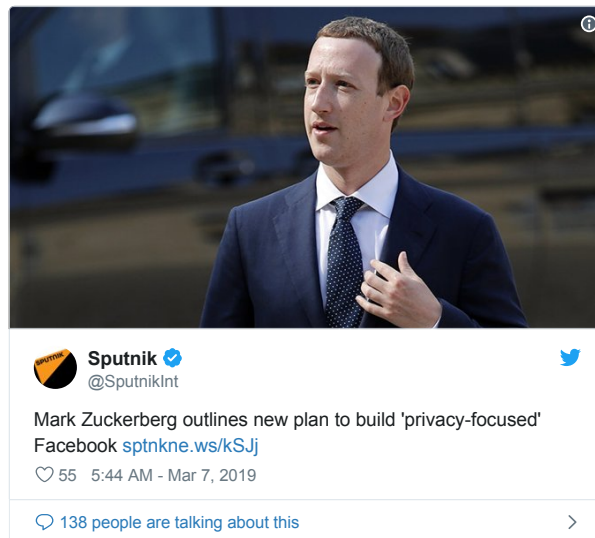 SPUTNIK
Sputnik
@SputnikInt
Mark Zuckerberg outlines new plan to build 'privacy-focused'
Facebook sptnkne.ws/kSJj
55 5:44 AM - Mar 7, 2019
138 people are talking about this